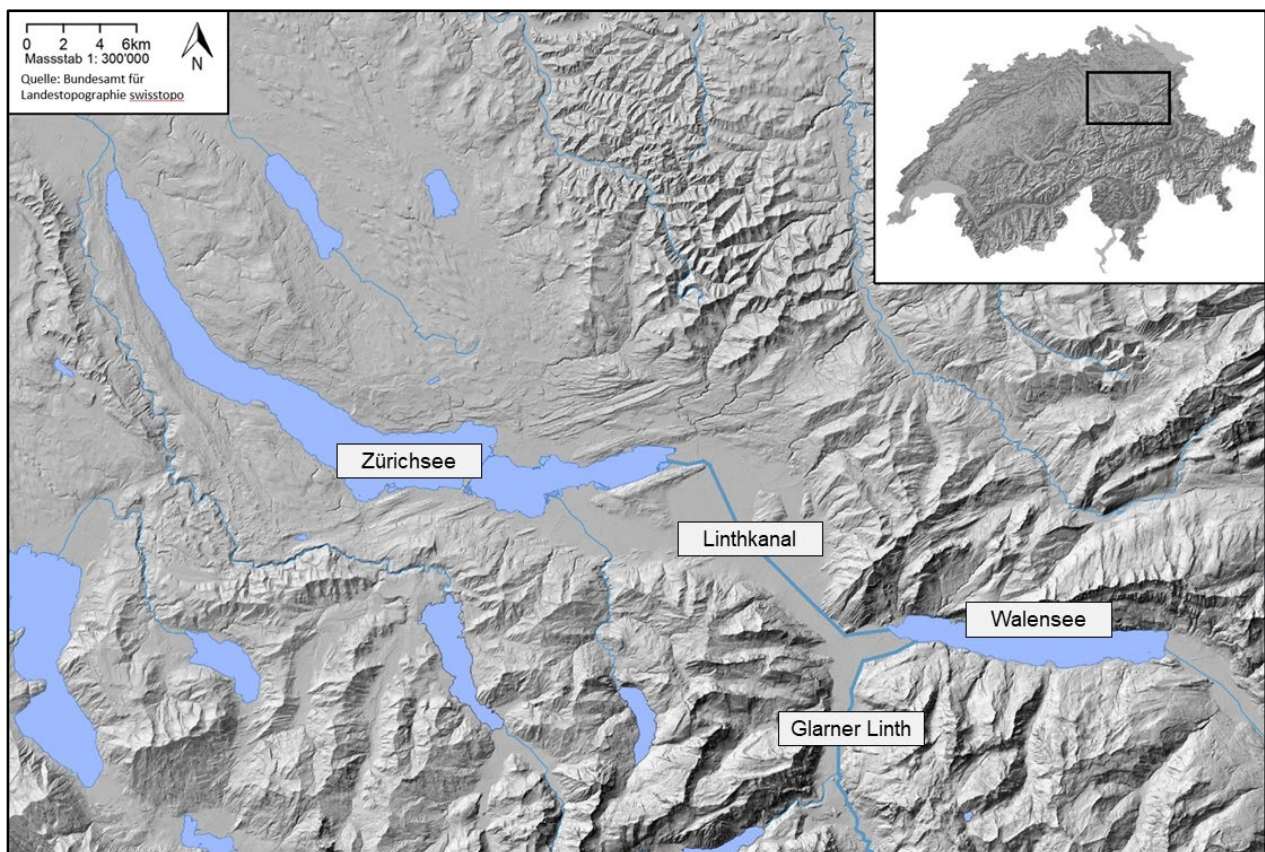 0 2 4 6km
Massstab 1: 300'000
N
Quelle: Bundesamt für
Landestopographie swisstopo
Zürichsee
Linthkanal
Walensee
Glarner Linth